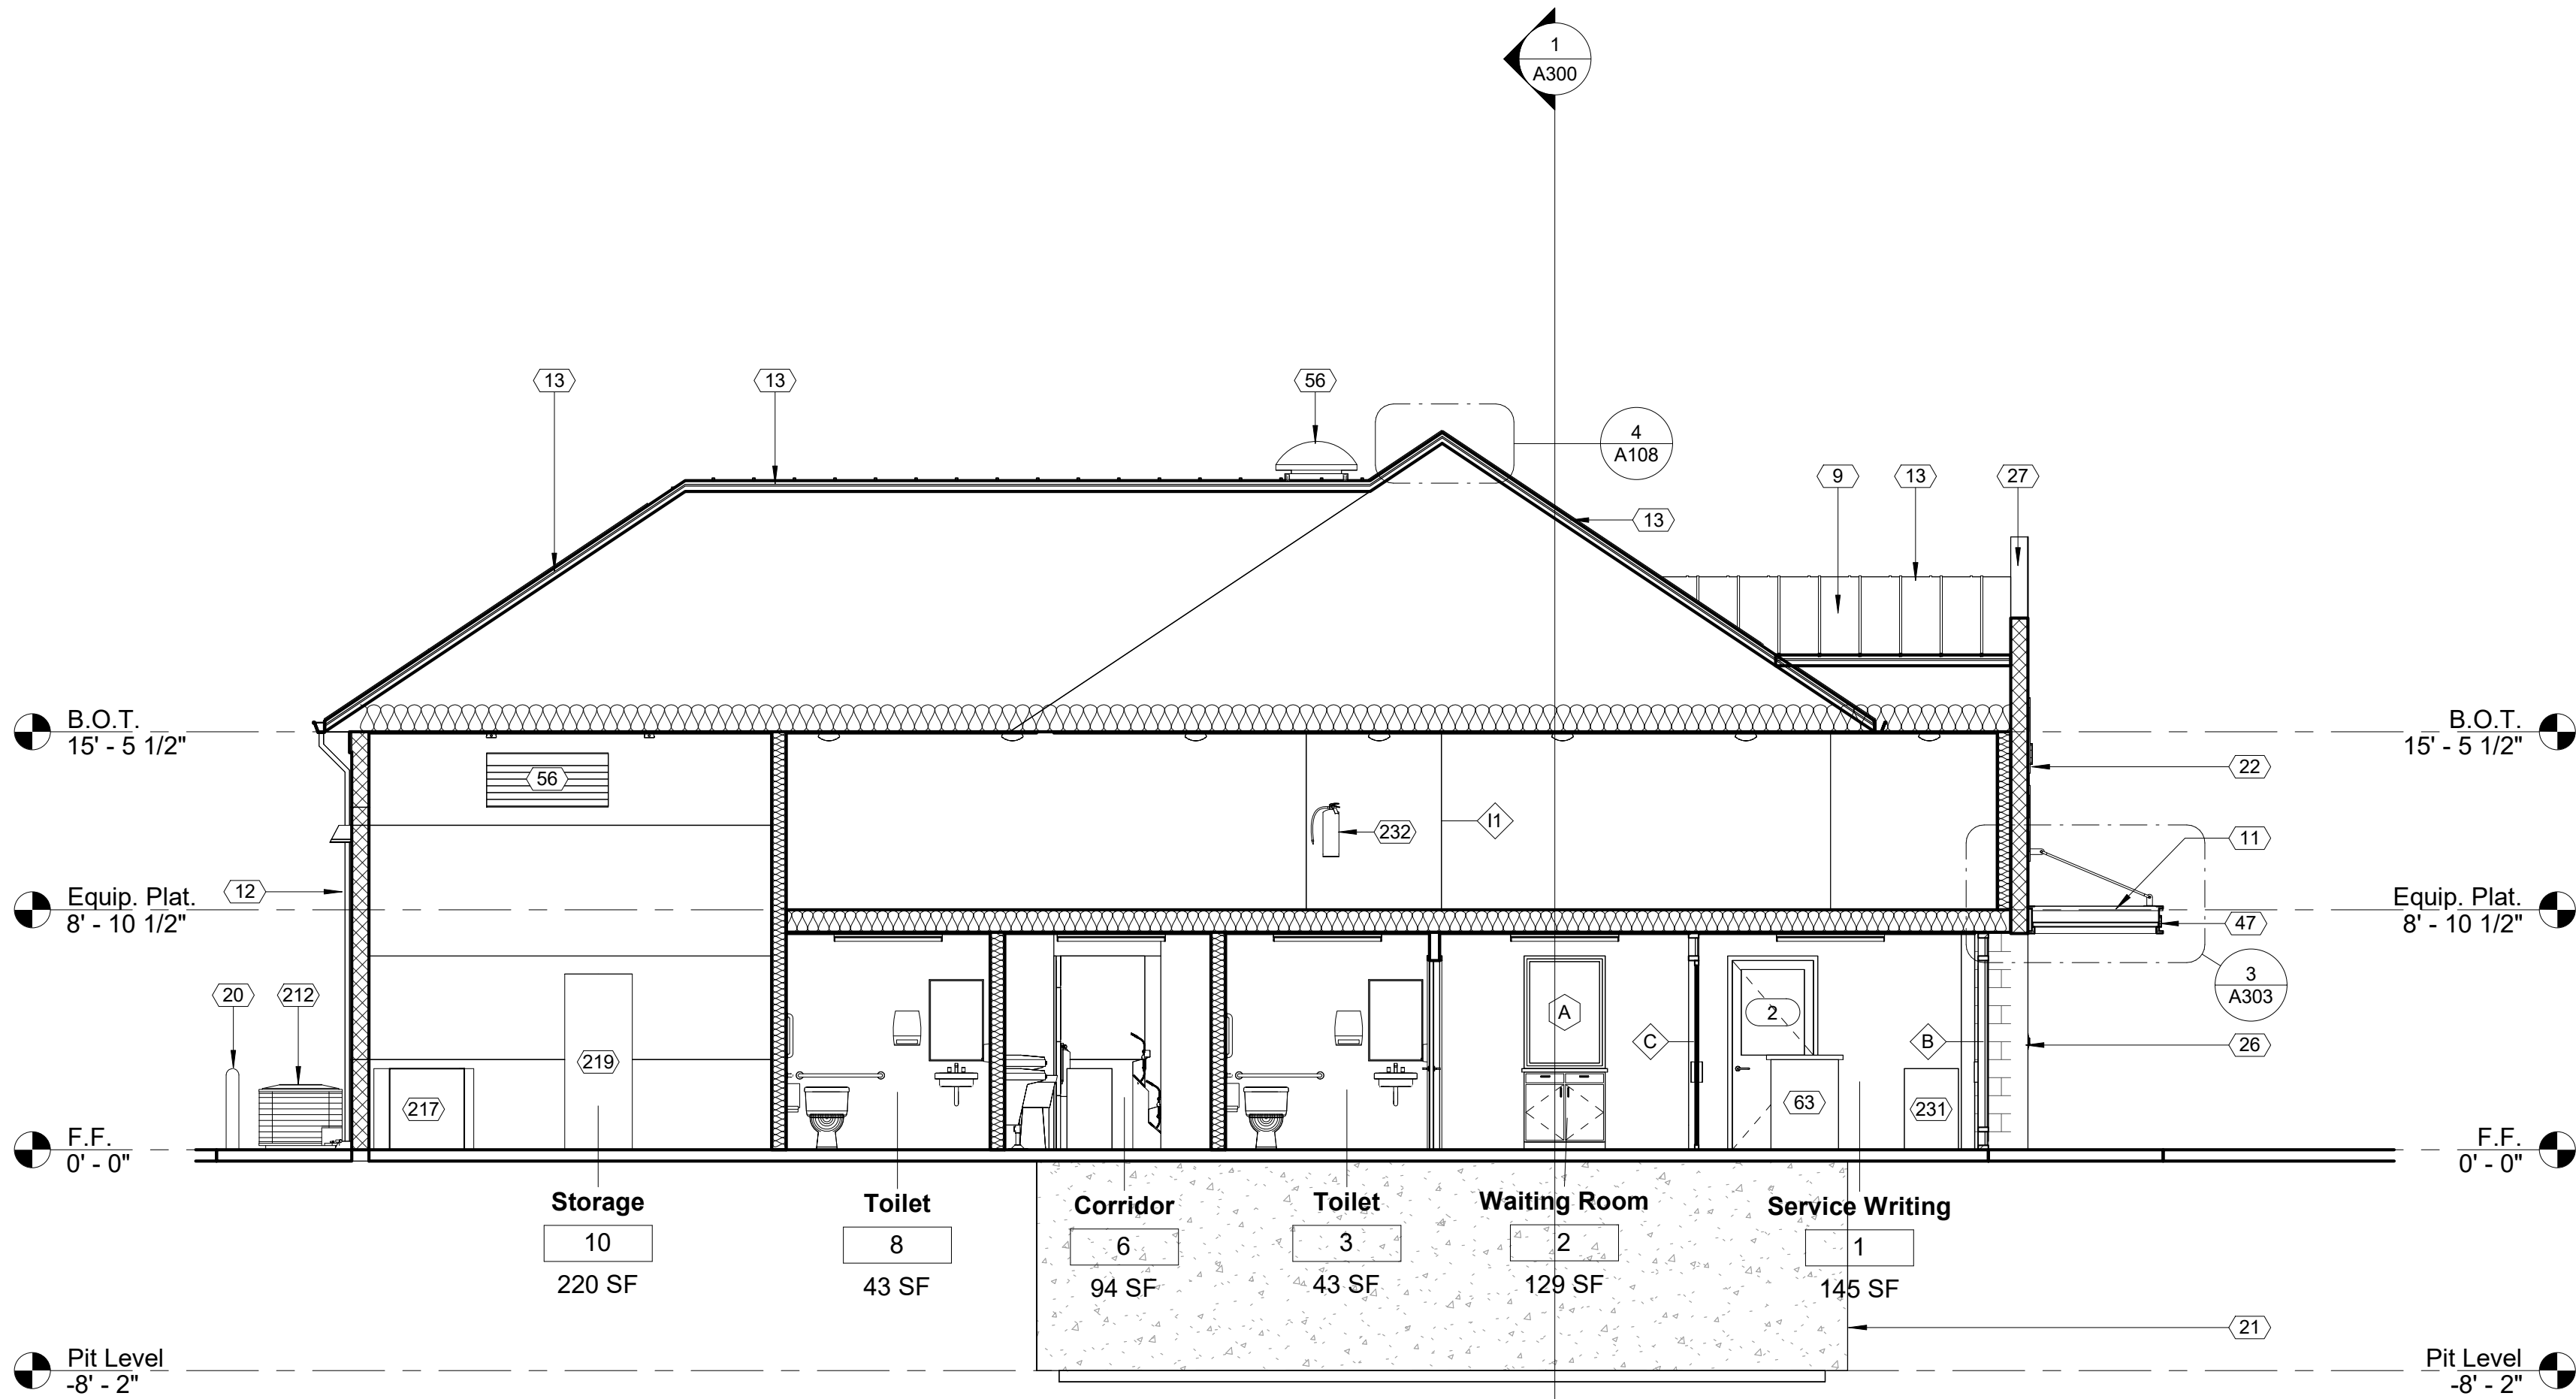 1
A300
13
13
56
4
A108
9
13
27
13
B.O.T.
15' - 5 1/2"
B.O.T.
15' - 5 1/2"
56
22
232
I1
11
12
Equip. Plat.
8' - 10 1/2"
Equip. Plat.
8' - 10 1/2"
47
3
A303
20
212
A
2
C
B
26
219
217
63
231
F.F.
0' - 0"
F.F.
0' - 0"
Storage
10
220 SF
Toilet
8
43 SF
Corridor
6
94 SF
Toilet
3
43 SF
Waiting Room
2
129 SF
Service Writing
1
145 SF
21
Pit Level
-8' - 2"
Pit Level
-8' - 2"